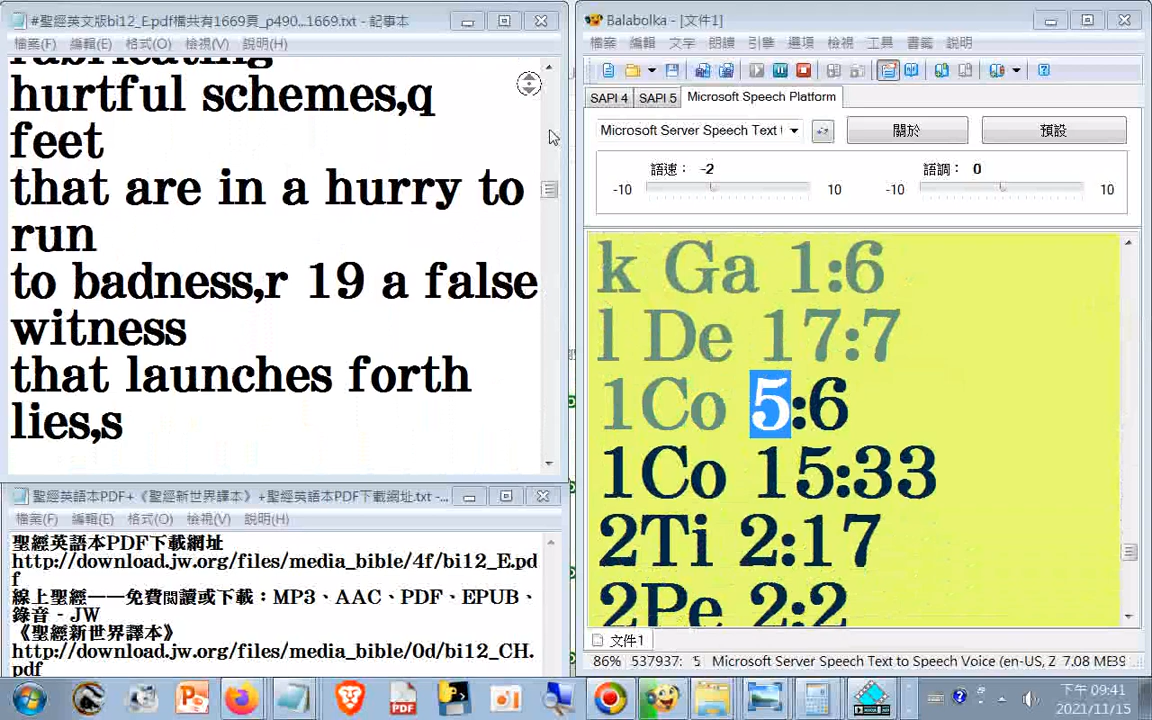 #聖經英文版bi12_E.pdf檔共有1669頁_p490...1669.txt - 記事本
檔案(F) 編輯(E) 格式(O) 檢視(V) 說明(H)
fabricating
hurtful schemes,q
feet
that are in a hurry to
run
to badness,r 19 a false
witness
that launches forth
lies,s
聖經英語本PDF+《聖經新世界譯本》+聖經英語本PDF下載網址.txt -...
檔案(F) 編輯(E) 格式(O) 檢視(V) 說明(H)
聖經英語本PDF下載網址
http://download.jw.org/files/media_bible/4f/bi12_E.pd
f
線上聖經——免費閱讀或下載：MP3、AAC、PDF、EPUB、
錄音 - JW
《聖經新世界譯本》
http://download.jw.org/files/media_bible/0d/bi12_CH.
pdf
Balabolka - [文件1]
檔案 編輯 文字 朗讀 引擎 選項 檢視 工具 書籤 說明
SAPI 4 SAPI 5 Microsoft Speech Platform
Microsoft Server Speech Text t 關於 預設
語速： -2 語調： 0
-10 10 -10 10
k Ga 1:6
l De 17:7
1Co 5:6
1Co 15:33
2Ti 2:17
2Pe 2:2
文件1
86% 537937: 5 Microsoft Server Speech Text to Speech Voice (en-US, Z 7.08 MB
下午 09:41
2021/11/15